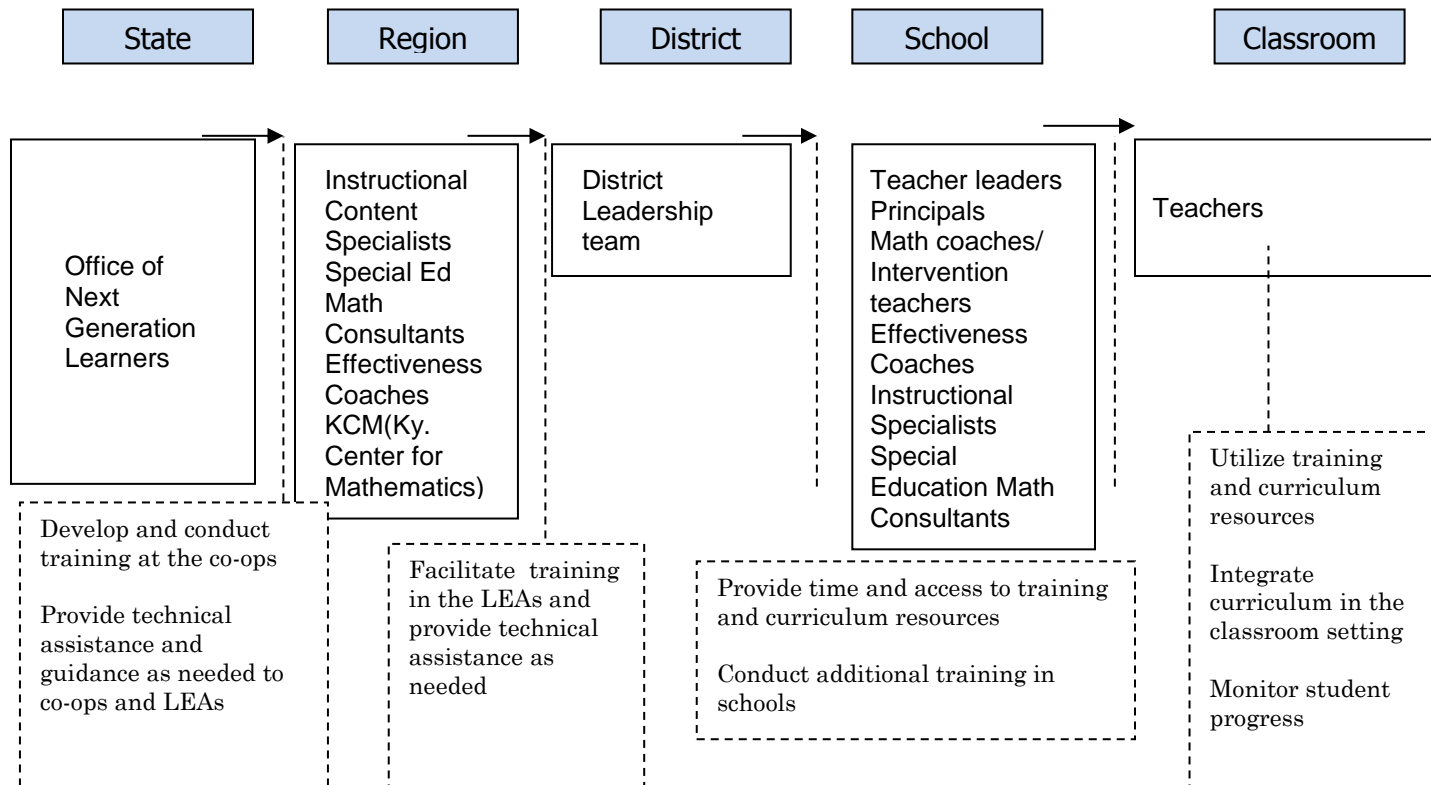 State
Region
District
School
Classroom
Office of
Next
Generation
Learners
Instructional
Content
Specialists
Special Ed
Math
Consultants
Effectiveness
Coaches
KCM(Ky.
Center for
Mathematics)
District
Leadership
team
Teacher leaders
Principals
Math coaches/
Intervention
teachers
Effectiveness
Coaches
Instructional
Specialists
Special
Education Math
Consultants
Teachers
Develop and conduct
training at the co-ops
Provide technical
assistance and
guidance as needed to
co-ops and LEAs
Facilitate training
in the LEAs and
provide technical
assistance as
needed
Provide time and access to training
and curriculum resources
Conduct additional training in
schools
Utilize training
and curriculum
resources
Integrate
curriculum in the
classroom setting
Monitor student
progress